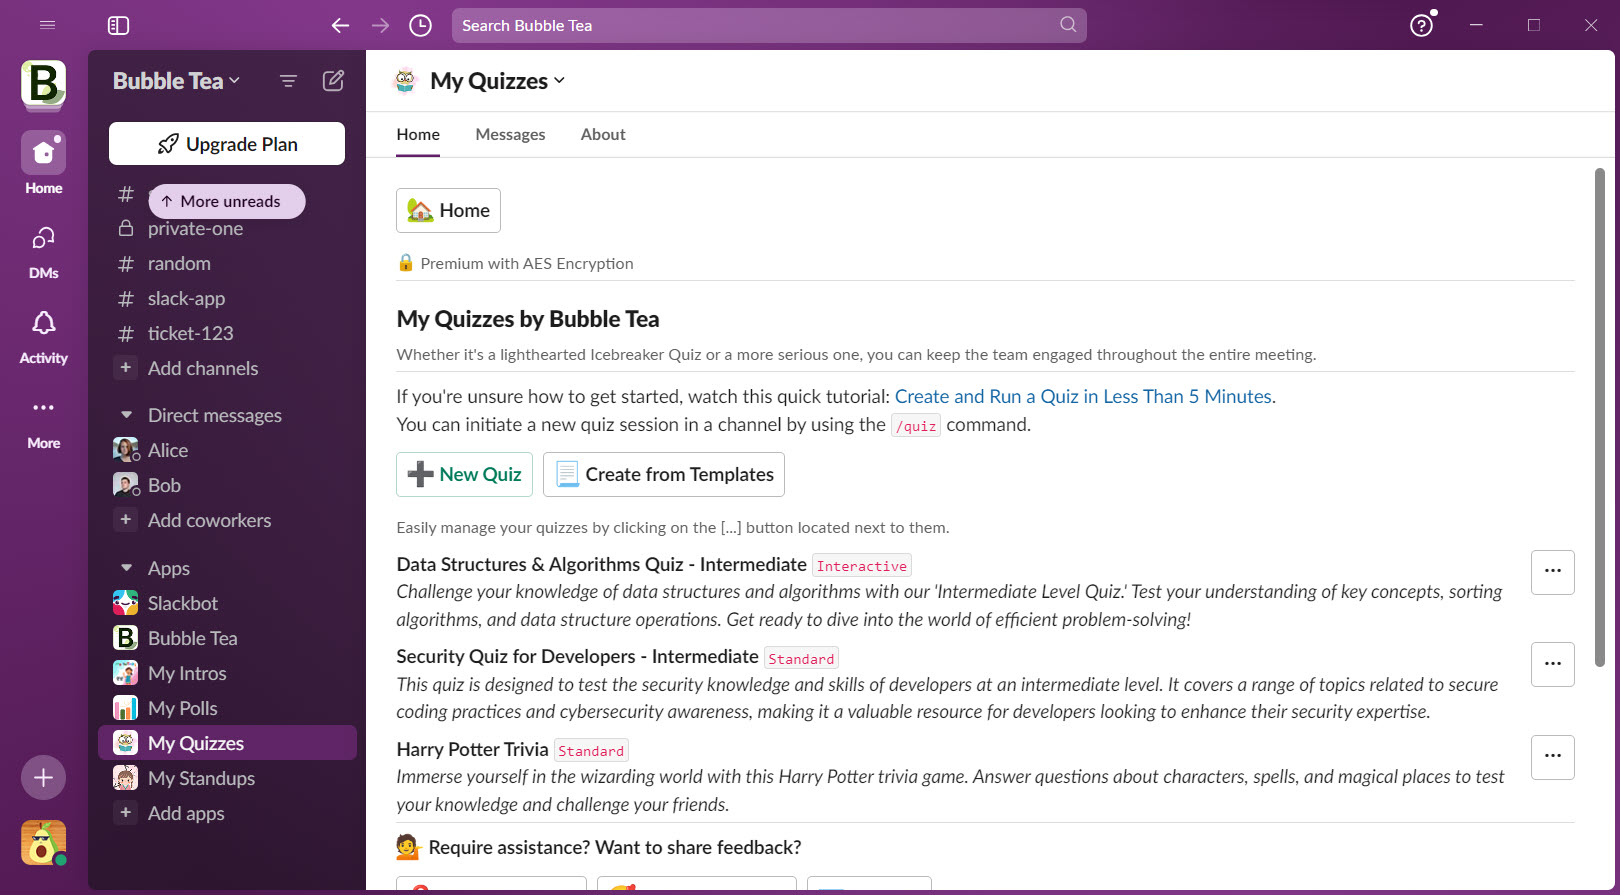 Search Bubble Tea
B
Home
DMs
Activity
More
Bubble Tea
Upgrade Plan
More unreads
private-one
# random
# slack-app
# ticket-123
+ Add channels
Direct messages
Alice
Bob
+ Add coworkers
Apps
Slackbot
B Bubble Tea
My Intros
My Polls
My Quizzes
My Standups
+ Add apps
My Quizzes
Home Messages About
Home
Premium with AES Encryption
My Quizzes by Bubble Tea
Whether it's a lighthearted Icebreaker Quiz or a more serious one, you can keep the team engaged throughout the entire meeting.
If you're unsure how to get started, watch this quick tutorial: Create and Run a Quiz in Less Than 5 Minutes.
You can initiate a new quiz session in a channel by using the /quiz command.
New Quiz Create from Templates
Easily manage your quizzes by clicking on the [...] button located next to them.
Data Structures & Algorithms Quiz - Intermediate Interactive
Challenge your knowledge of data structures and algorithms with our 'Intermediate Level Quiz.' Test your understanding of key concepts, sorting
algorithms, and data structure operations. Get ready to dive into the world of efficient problem-solving!
Security Quiz for Developers - Intermediate Standard
This quiz is designed to test the security knowledge and skills of developers at an intermediate level. It covers a range of topics related to secure
coding practices and cybersecurity awareness, making it a valuable resource for developers looking to enhance their security expertise.
Harry Potter Trivia Standard
Immerse yourself in the wizarding world with this Harry Potter trivia game. Answer questions about characters, spells, and magical places to test
your knowledge and challenge your friends.
Require assistance? Want to share feedback?